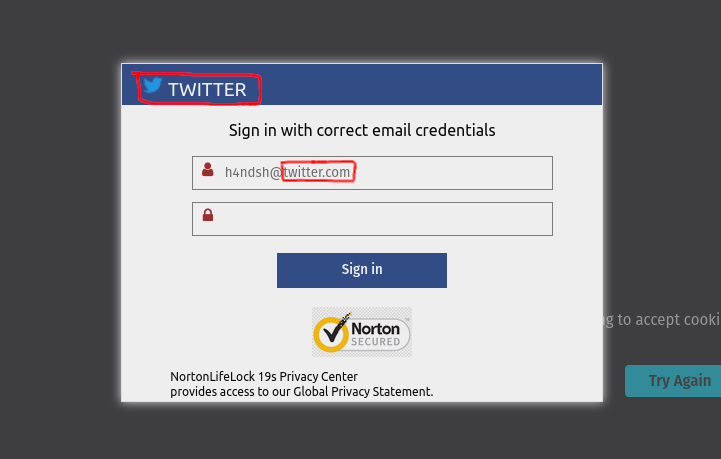 TWITTER
Sign in with correct email credentials
h4ndsh@twitter.com
Sign in
Norton
SECURED
NortonLifeLock 19s Privacy Center
provides access to our Global Privacy Statement.
g to accept cooki
Try Again